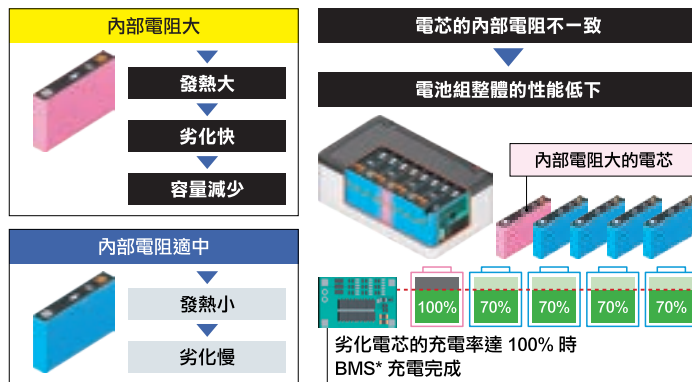 內部電阻大
發熱大
劣化快
容量減少
內部電阻適中
發熱小
劣化慢
電芯的內部電阻不一致
電池組整體的性能低下
內部電阻大的電芯
100%
70%
70%
70%
70%
劣化電芯的充電率達 100% 時
BMS* 充電完成